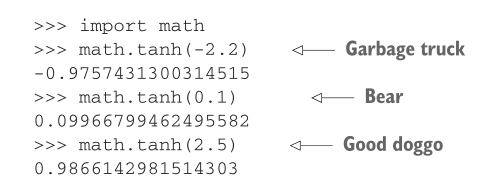 >>> import math
>>> math.tanh(-2.2) Garbage truck
-0.9757431300314515
>>> math.tanh(0.1) Bear
0.09966799462495582
>>> math.tanh(2.5) Good doggo
0.9866142981514303